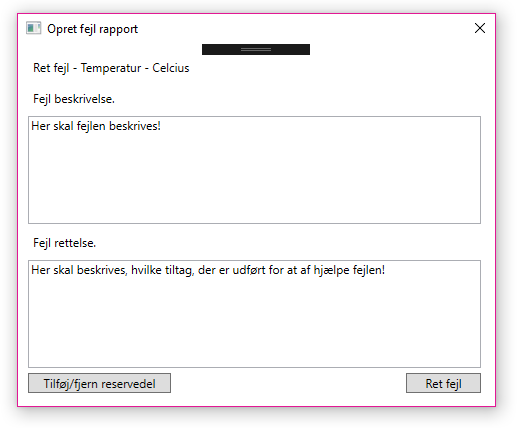 Opret fejl rapport
Ret fejl - Temperatur - Celcius
Fejl beskrivelse.
Her skal fejlen beskrives!
Fejl rettelse.
Her skal beskrives, hvilke tiltag, der er udført for at af hjælpe fejlen!
Tilføj/fjern reservedel
Ret fejl